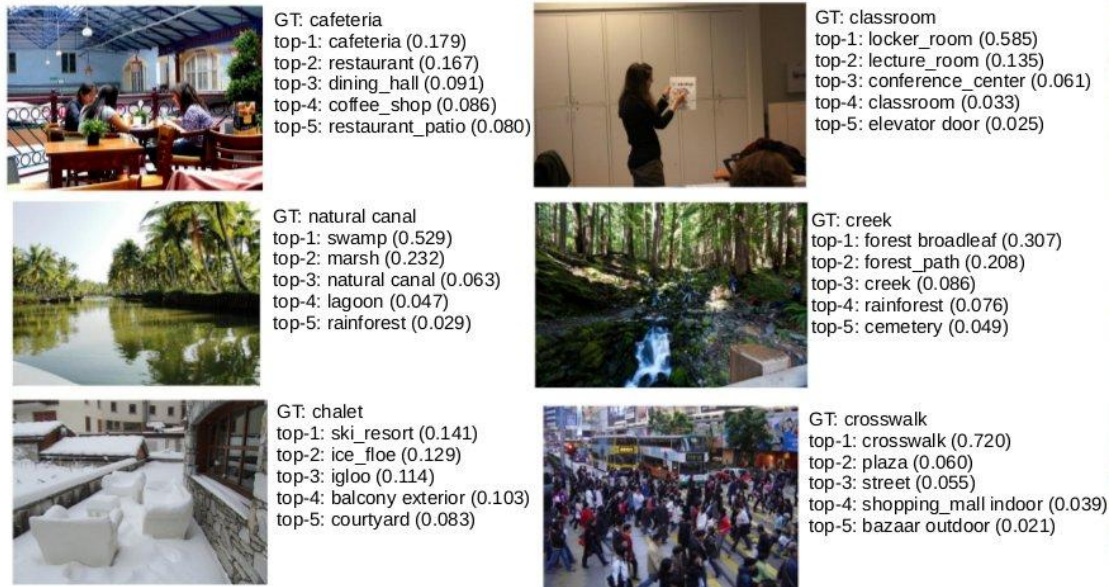 GT: cafeteria
top-1: cafeteria (0.179)
top-2: restaurant (0.167)
top-3: dining_hall (0.091)
top-4: coffee_shop (0.086)
top-5: restaurant_patio (0.080)
GT: classroom
top-1: locker_room (0.585)
top-2: lecture_room (0.135)
top-3: conference_center (0.061)
top-4: classroom (0.033)
top-5: elevator door (0.025)
GT: natural canal
top-1: swamp (0.529)
top-2: marsh (0.232)
top-3: natural canal (0.063)
top-4: lagoon (0.047)
top-5: rainforest (0.029)
GT: creek
top-1: forest broadleaf (0.307)
top-2: forest_path (0.208)
top-3: creek (0.086)
top-4: rainforest (0.076)
top-5: cemetery (0.049)
GT: chalet
top-1: ski_resort (0.141)
top-2: ice_floe (0.129)
top-3: igloo (0.114)
top-4: balcony exterior (0.103)
top-5: courtyard (0.083)
GT: crosswalk
top-1: crosswalk (0.720)
top-2: plaza (0.060)
top-3: street (0.055)
top-4: shopping_mall indoor (0.039)
top-5: bazaar outdoor (0.021)